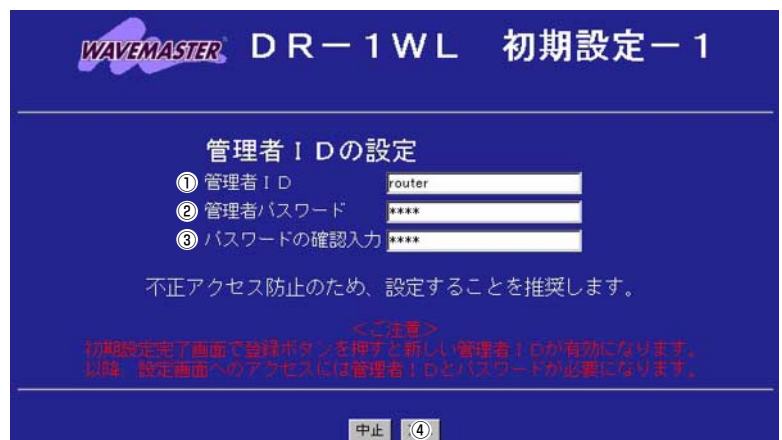 WAVEMASTER DR－1WL 初期設定－1
管理者IDの設定
① 管理者ID router
② 管理者パスワード ****
③ パスワードの確認入力 ****
不正アクセス防止のため、設定することを推奨します。
＜ご注意＞
初期設定完了画面で登録ボタンを押すと新しい管理者IDが有効になります。
以降、設定画面へのアクセスには管理者IDとパスワードが必要になります。
中止 ④